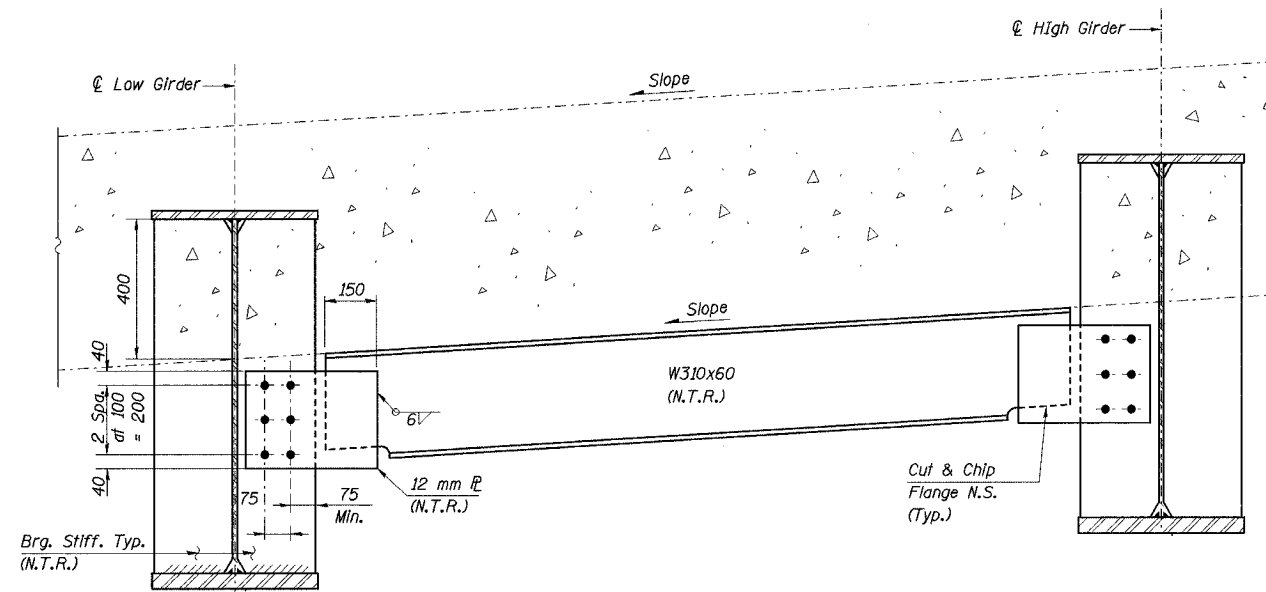 ℄ High Girder
℄ Low Girder
Slope
400
150
Slope
40
W310x60
(N.T.R.)
2 Spa.
at 100
= 200
6
40
12 mm ℙL
(N.T.R.)
75
75
Min.
Cut & Chip
Flange N.S.
(Typ.)
Brg. Stiff. Typ.
(N.T.R.)